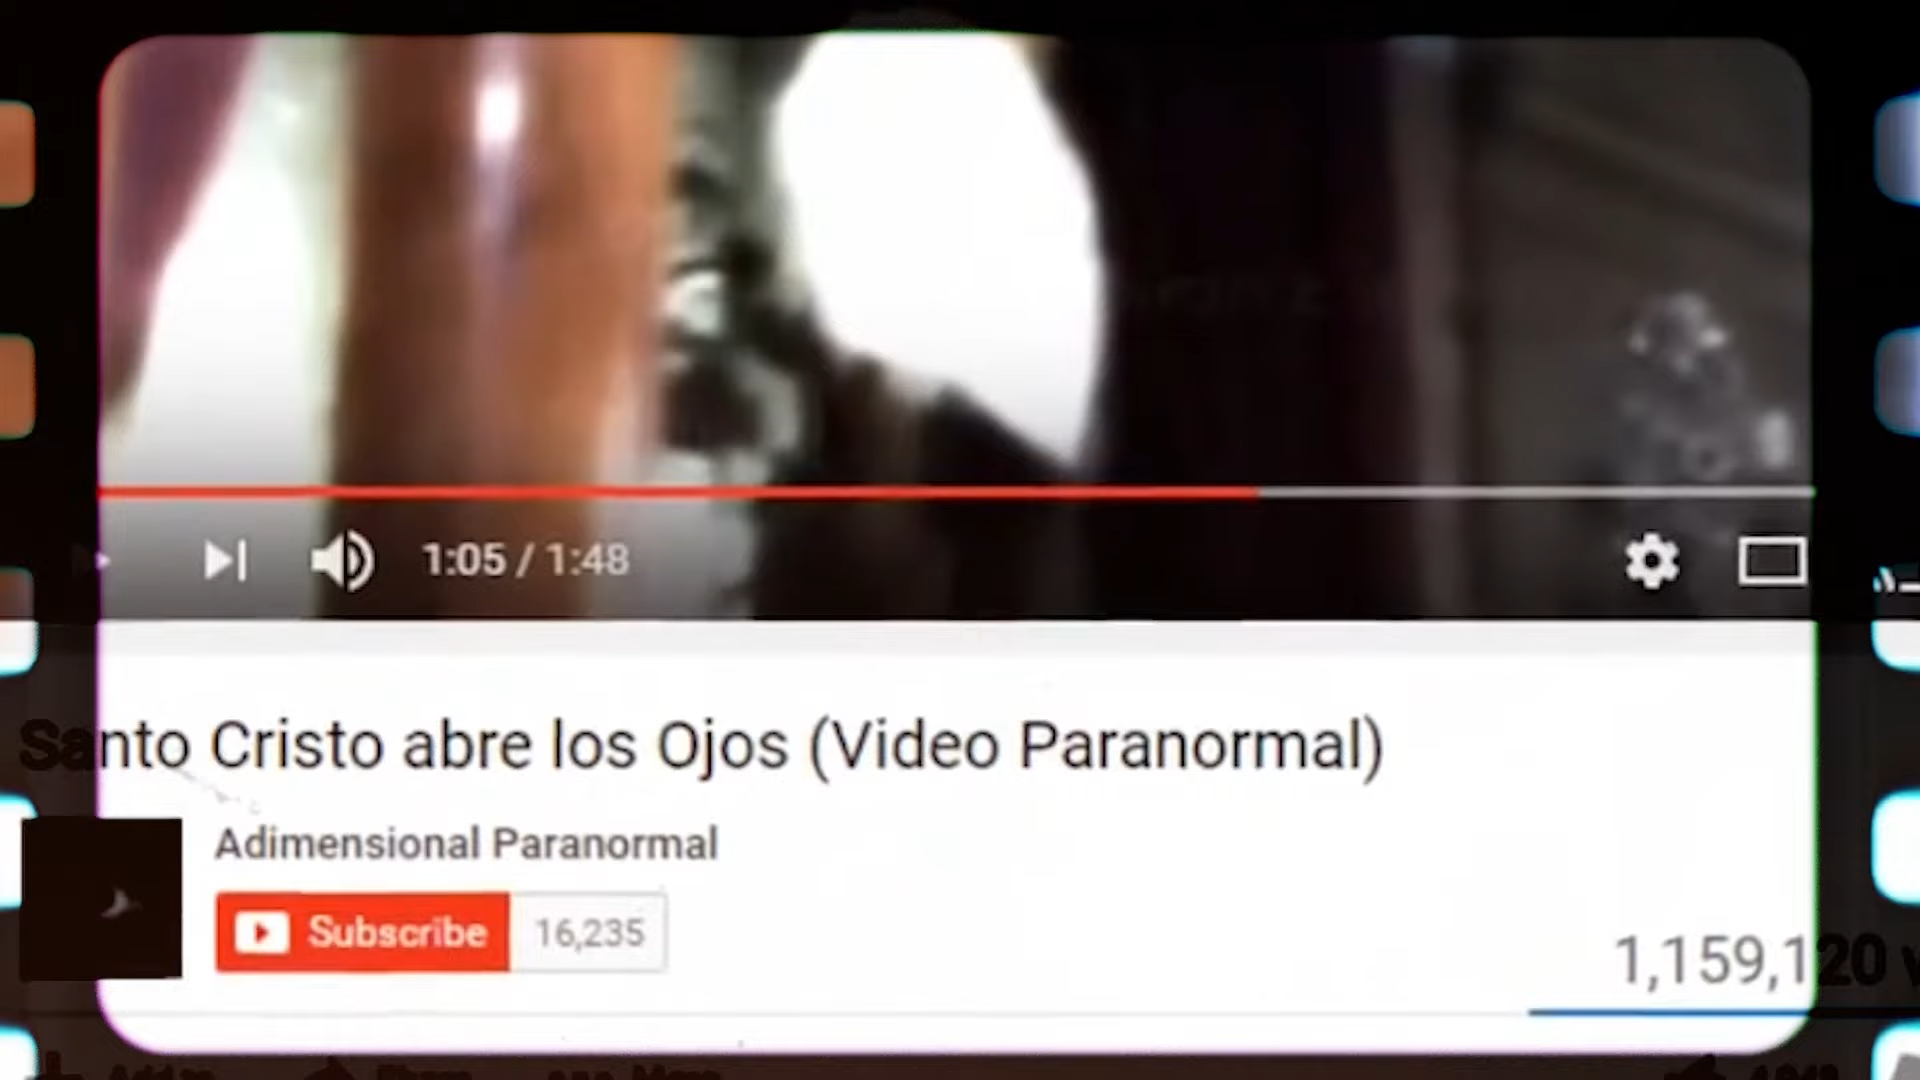 1:05 / 1:48
Santo Cristo abre los Ojos (Video Paranormal)
Adimensional Paranormal
Subscribe 16,235
1,159,120